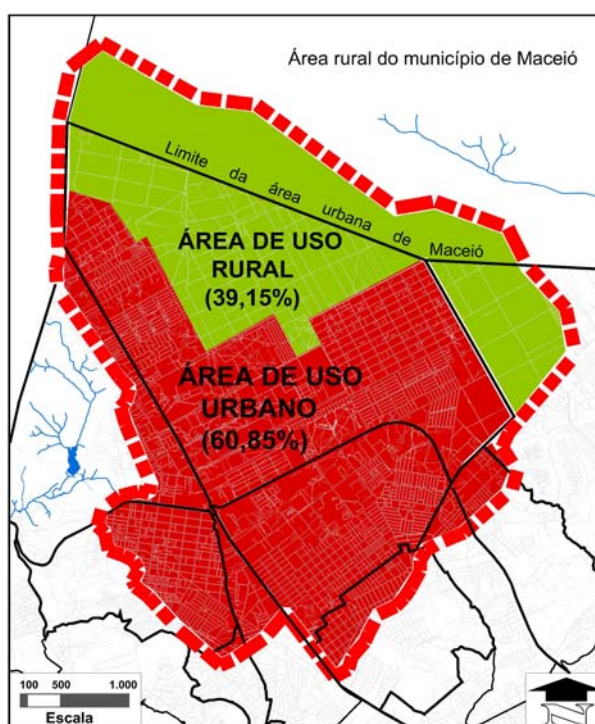 Área rural do município de Maceió
Limite da área urbana de Maceió
ÁREA DE USO
RURAL
(39,15%)
ÁREA DE USO
URBANO
(60,85%)
100 500 1.000
Escala
N